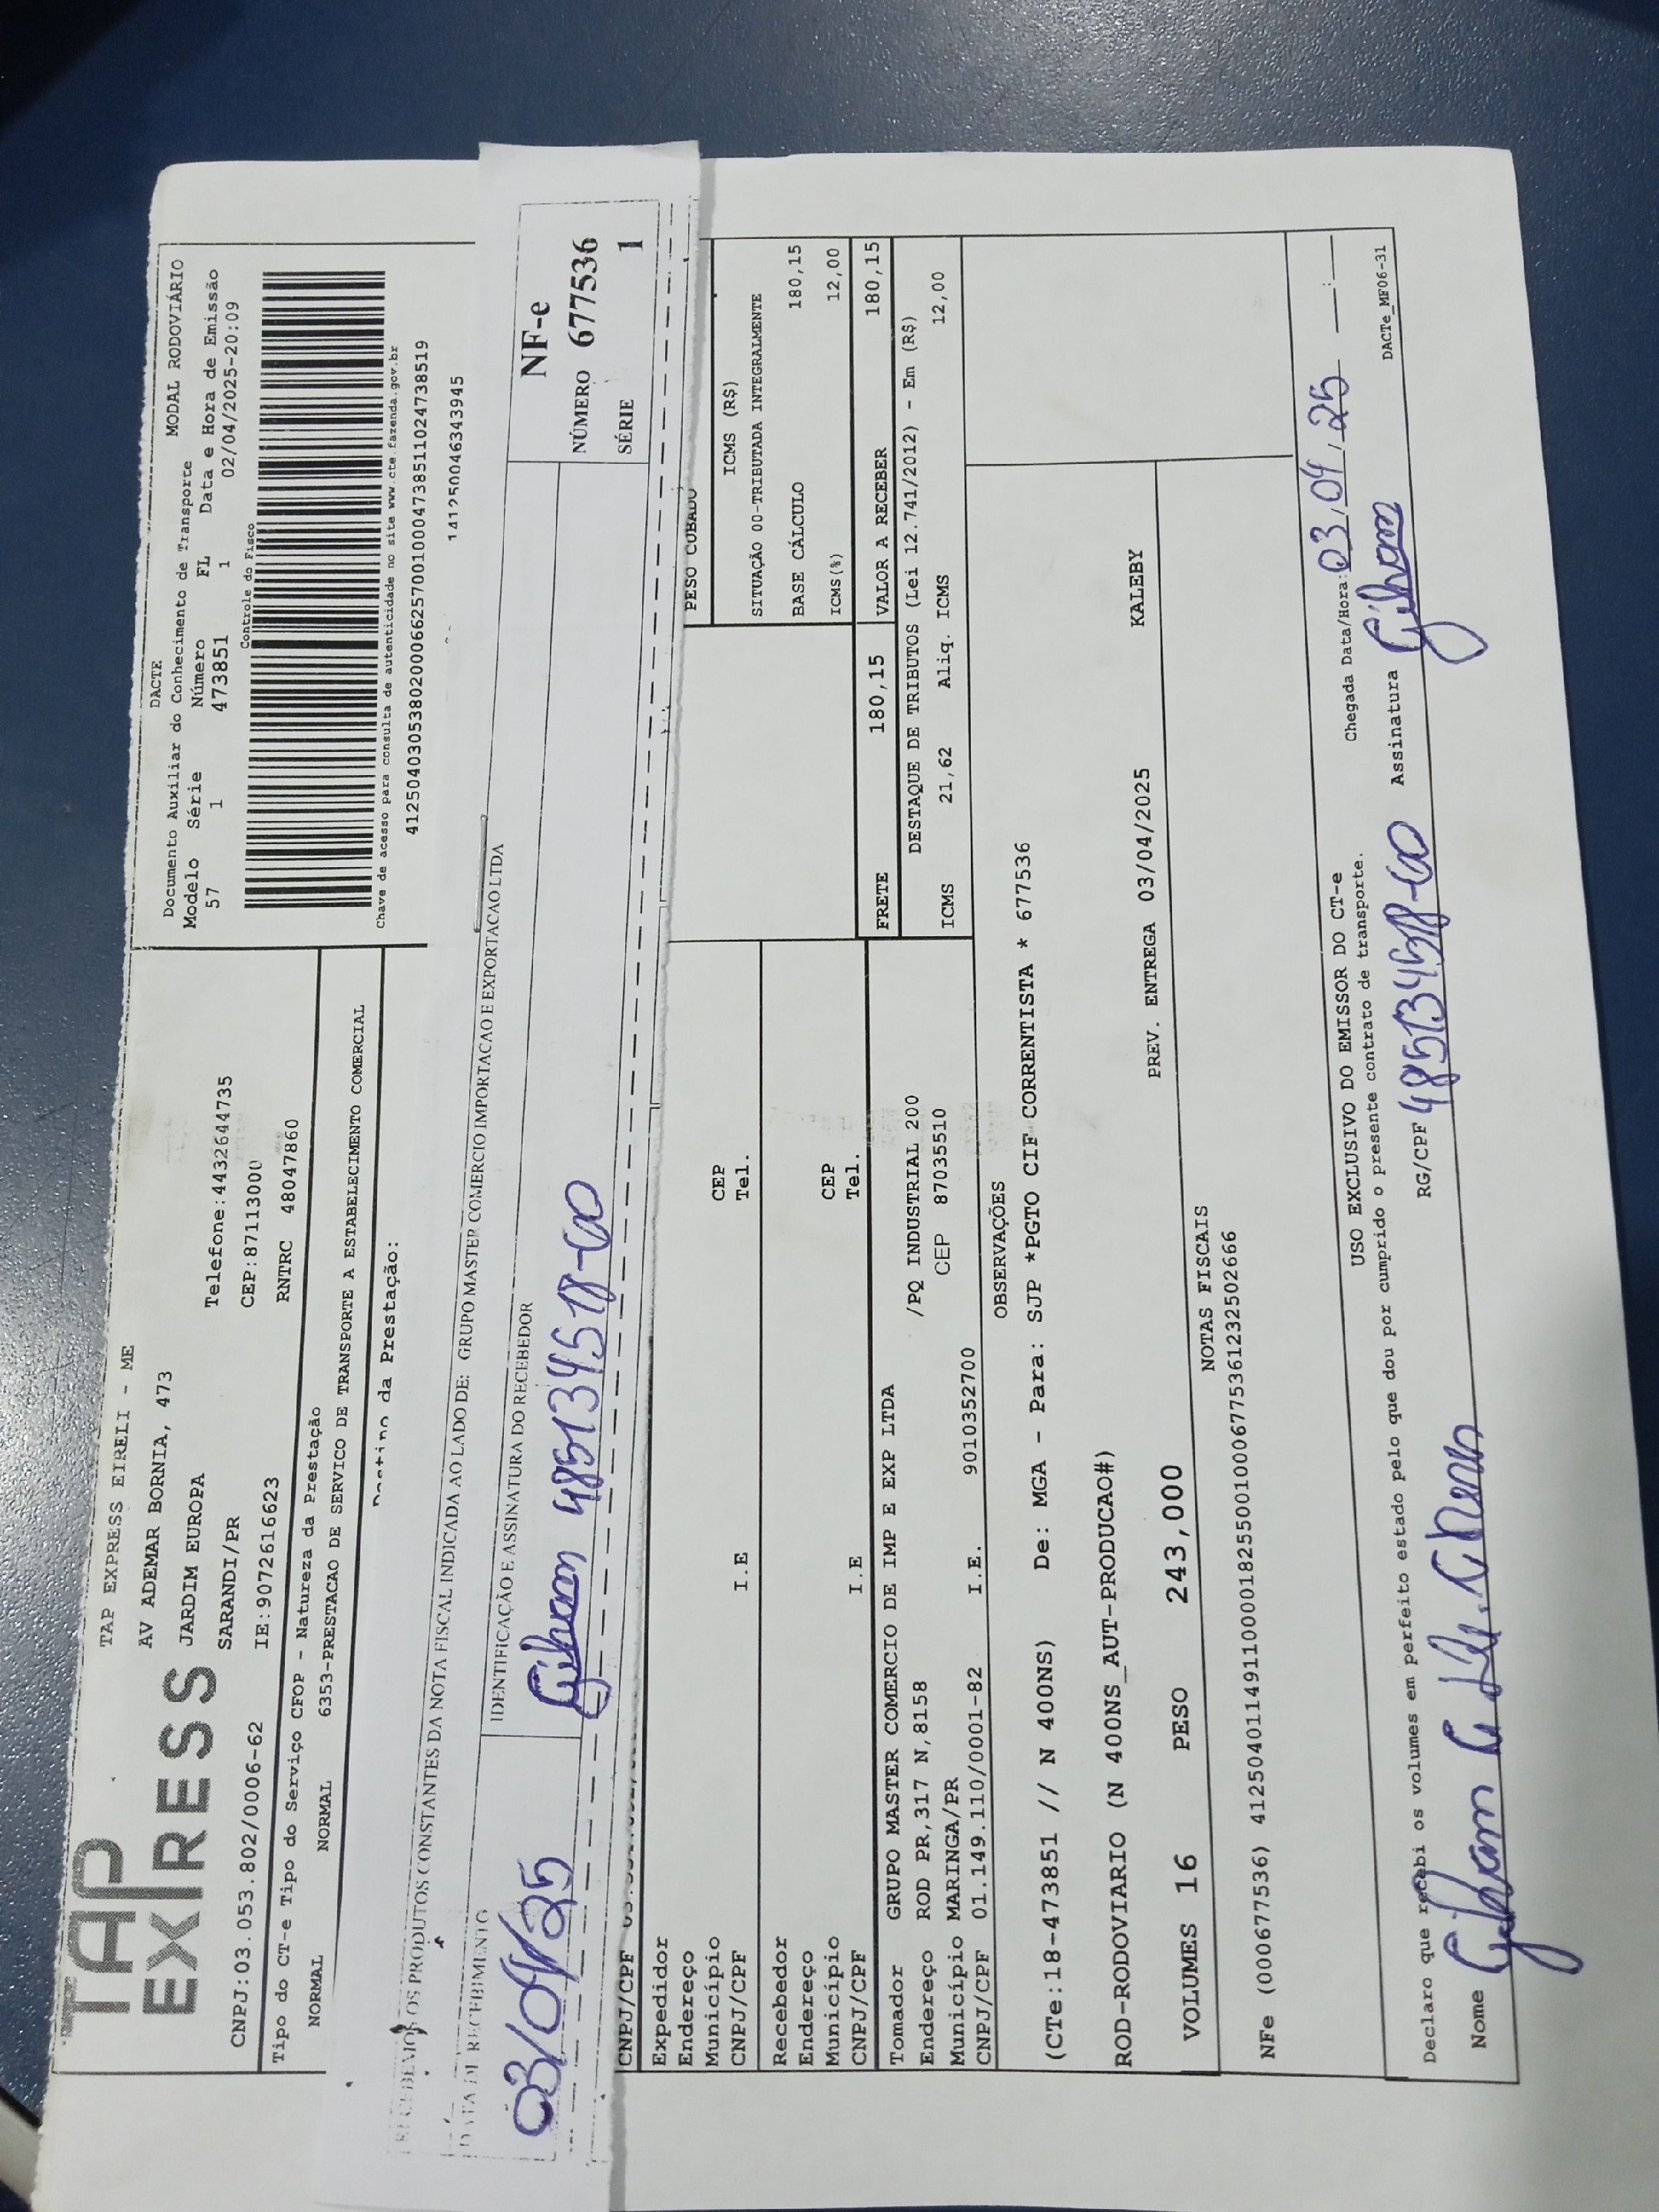 TAP
EXPRESS
TAP EXPRESS EIRELI - ME
AV ADEMAR BORNIA, 473
JARDIM EUROPA
SARANDI/PR
Telefone:4432644735
CEP:87113000
CNPJ:03.053.802/0006-62 IE:9072616623 RNTRC 48047860
DACTE MODAL RODOVIÁRIO
Documento Auxiliar do Conhecimento de Transporte
Modelo Série Número FL Data e Hora de Emissão
57 1 473851 1 02/04/2025-20:09
Controle do Fisco
Chave de acesso para consulta de autenticidade no site www.cte.fazenda.gov.br
41250403053802000662570010004738511024738519
141250046343945
Tipo do CT-e Tipo do Serviço CFOP - Natureza da Prestação
NORMAL NORMAL 6353-PRESTACAO DE SERVICO DE TRANSPORTE A ESTABELECIMENTO COMERCIAL
Destino da Prestação:
RECEBEMOS OS PRODUTOS CONSTANTES DA NOTA FISCAL INDICADA AO LADO DE: GRUPO MASTER COMERCIO IMPORTACAO E EXPORTACAO LTDA
DATA DE RECEBIMENTO IDENTIFICAÇÃO E ASSINATURA DO RECEBEDOR
03/04/25 485134518-00
NF-e
NÚMERO 677536
SÉRIE 1
CNPJ/CPF
PESO CUBADO
Expedidor
Endereço
Município CEP
CNPJ/CPF I.E Tel.
Recebedor
Endereço
Município CEP
CNPJ/CPF I.E Tel.
ICMS (R$)
SITUAÇÃO 00-TRIBUTADA INTEGRALMENTE
BASE CÁLCULO 180,15
ICMS(%) 12,00
FRETE 180,15 VALOR A RECEBER 180,15
DESTAQUE DE TRIBUTOS (Lei 12.741/2012) - Em (R$)
ICMS 21,62 Aliq. ICMS 12,00
Tomador GRUPO MASTER COMERCIO DE IMP E EXP LTDA
Endereço ROD PR,317 N,8158 /PQ INDUSTRIAL 200
Município MARINGA/PR CEP 87035510
CNPJ/CPF 01.149.110/0001-82 I.E. 9010352700
OBSERVAÇÕES
(CTe:18-473851 // N 400NS) De: MGA - Para: SJP *PGTO CIF CORRENTISTA * 677536
ROD-RODOVIARIO (N 400NS_AUT-PRODUCAO#)
PREV. ENTREGA 03/04/2025 KALEBY
VOLUMES 16 PESO 243,000
NOTAS FISCAIS
NFe (000677536) 41250401149110000182550010006775361232502666
USO EXCLUSIVO DO EMISSOR DO CT-e
Declaro que recebi os volumes em perfeito estado pelo que dou por cumprido o presente contrato de transporte.
Chegada Data/Hora: 03/04/25 __:__
Nome RG/CPF 485134518-00 Assinatura
DACTe_MF06-31